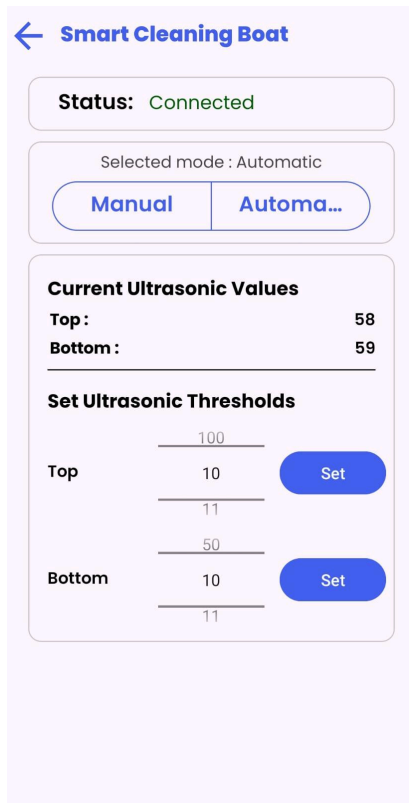 Smart Cleaning Boat
Status: Connected
Selected mode : Automatic
Manual Automa...
Current Ultrasonic Values
Top : 58
Bottom : 59
Set Ultrasonic Thresholds
100
Top 10 Set
11
50
Bottom 10 Set
11